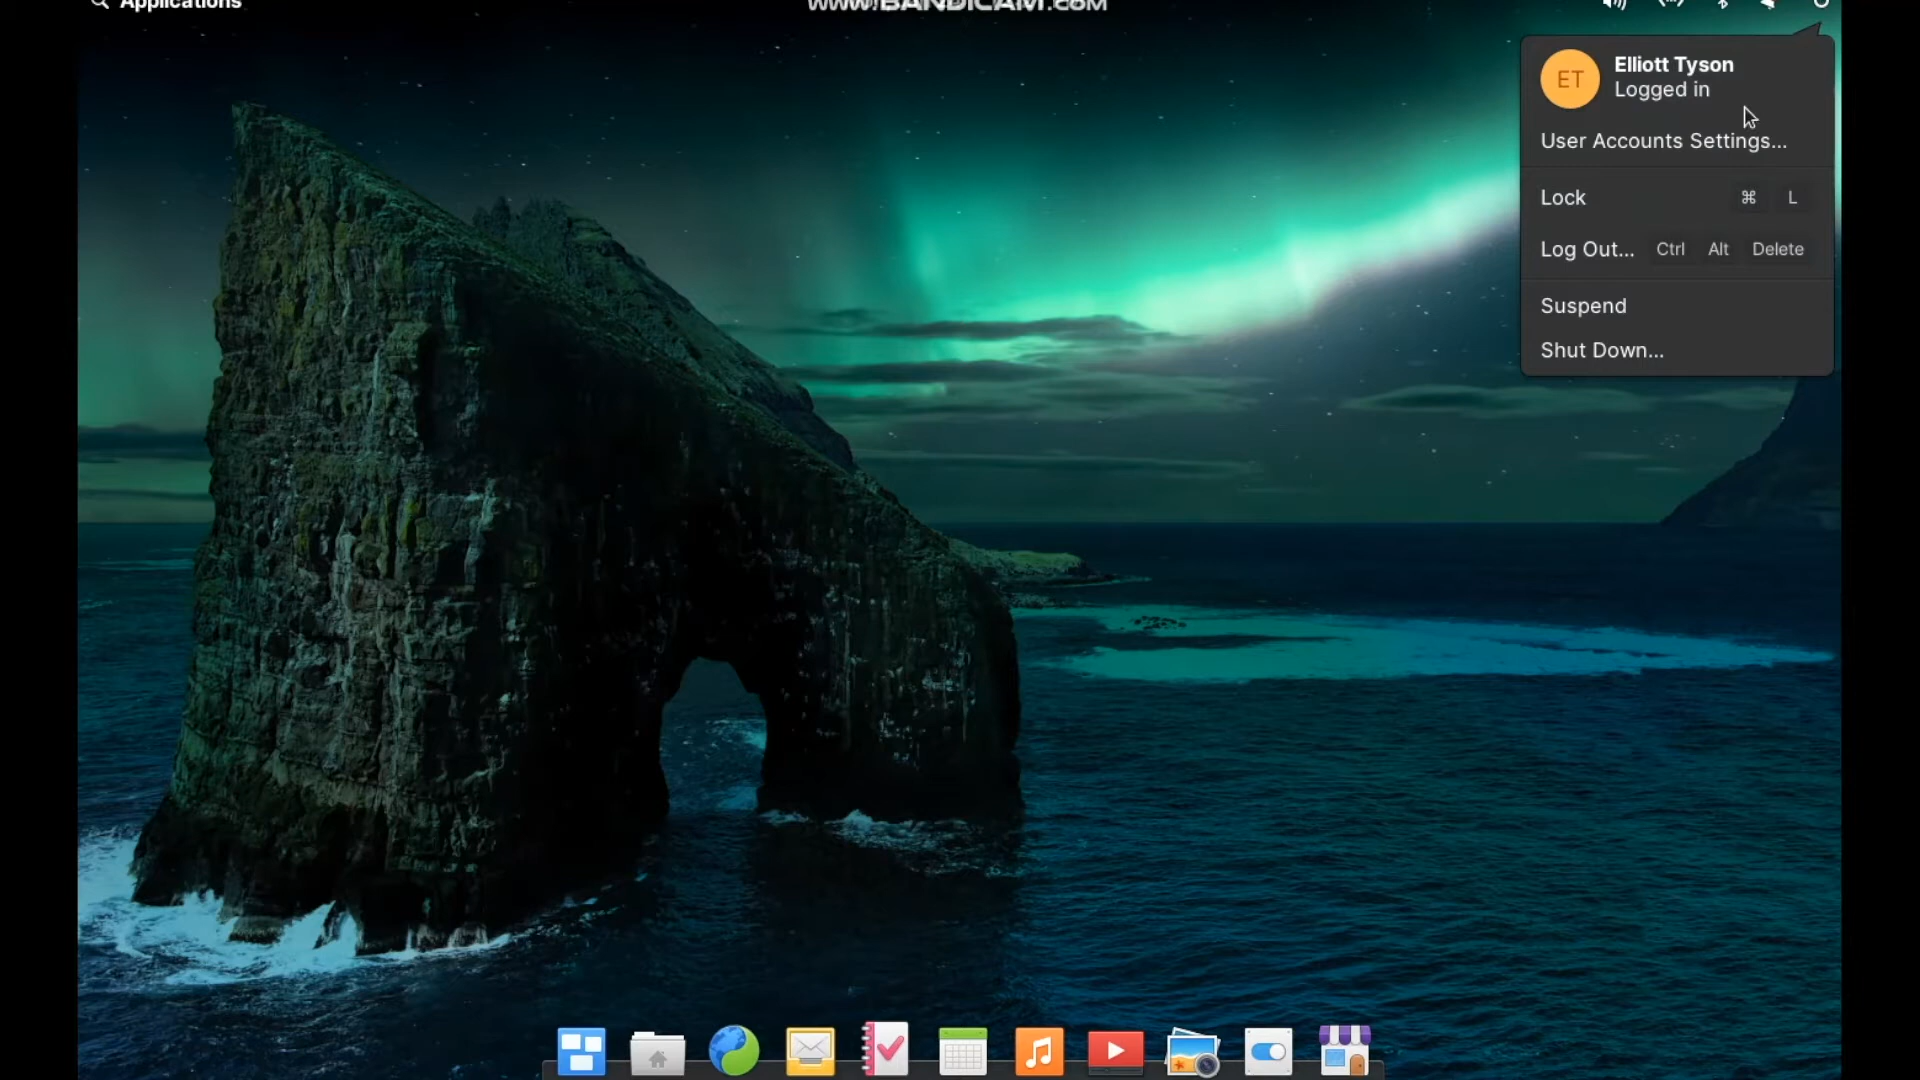 Applications
www.BANDICAM.com
ET
Elliott Tyson
Logged in
User Accounts Settings...
Lock ⌘ L
Log Out... Ctrl Alt Delete
Suspend
Shut Down...